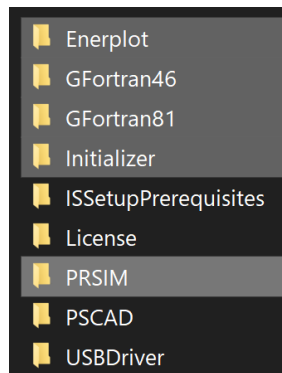 Enerplot
GFortran46
GFortran81
Initializer
ISSetupPrerequisites
License
PRSIM
PSCAD
USBDriver